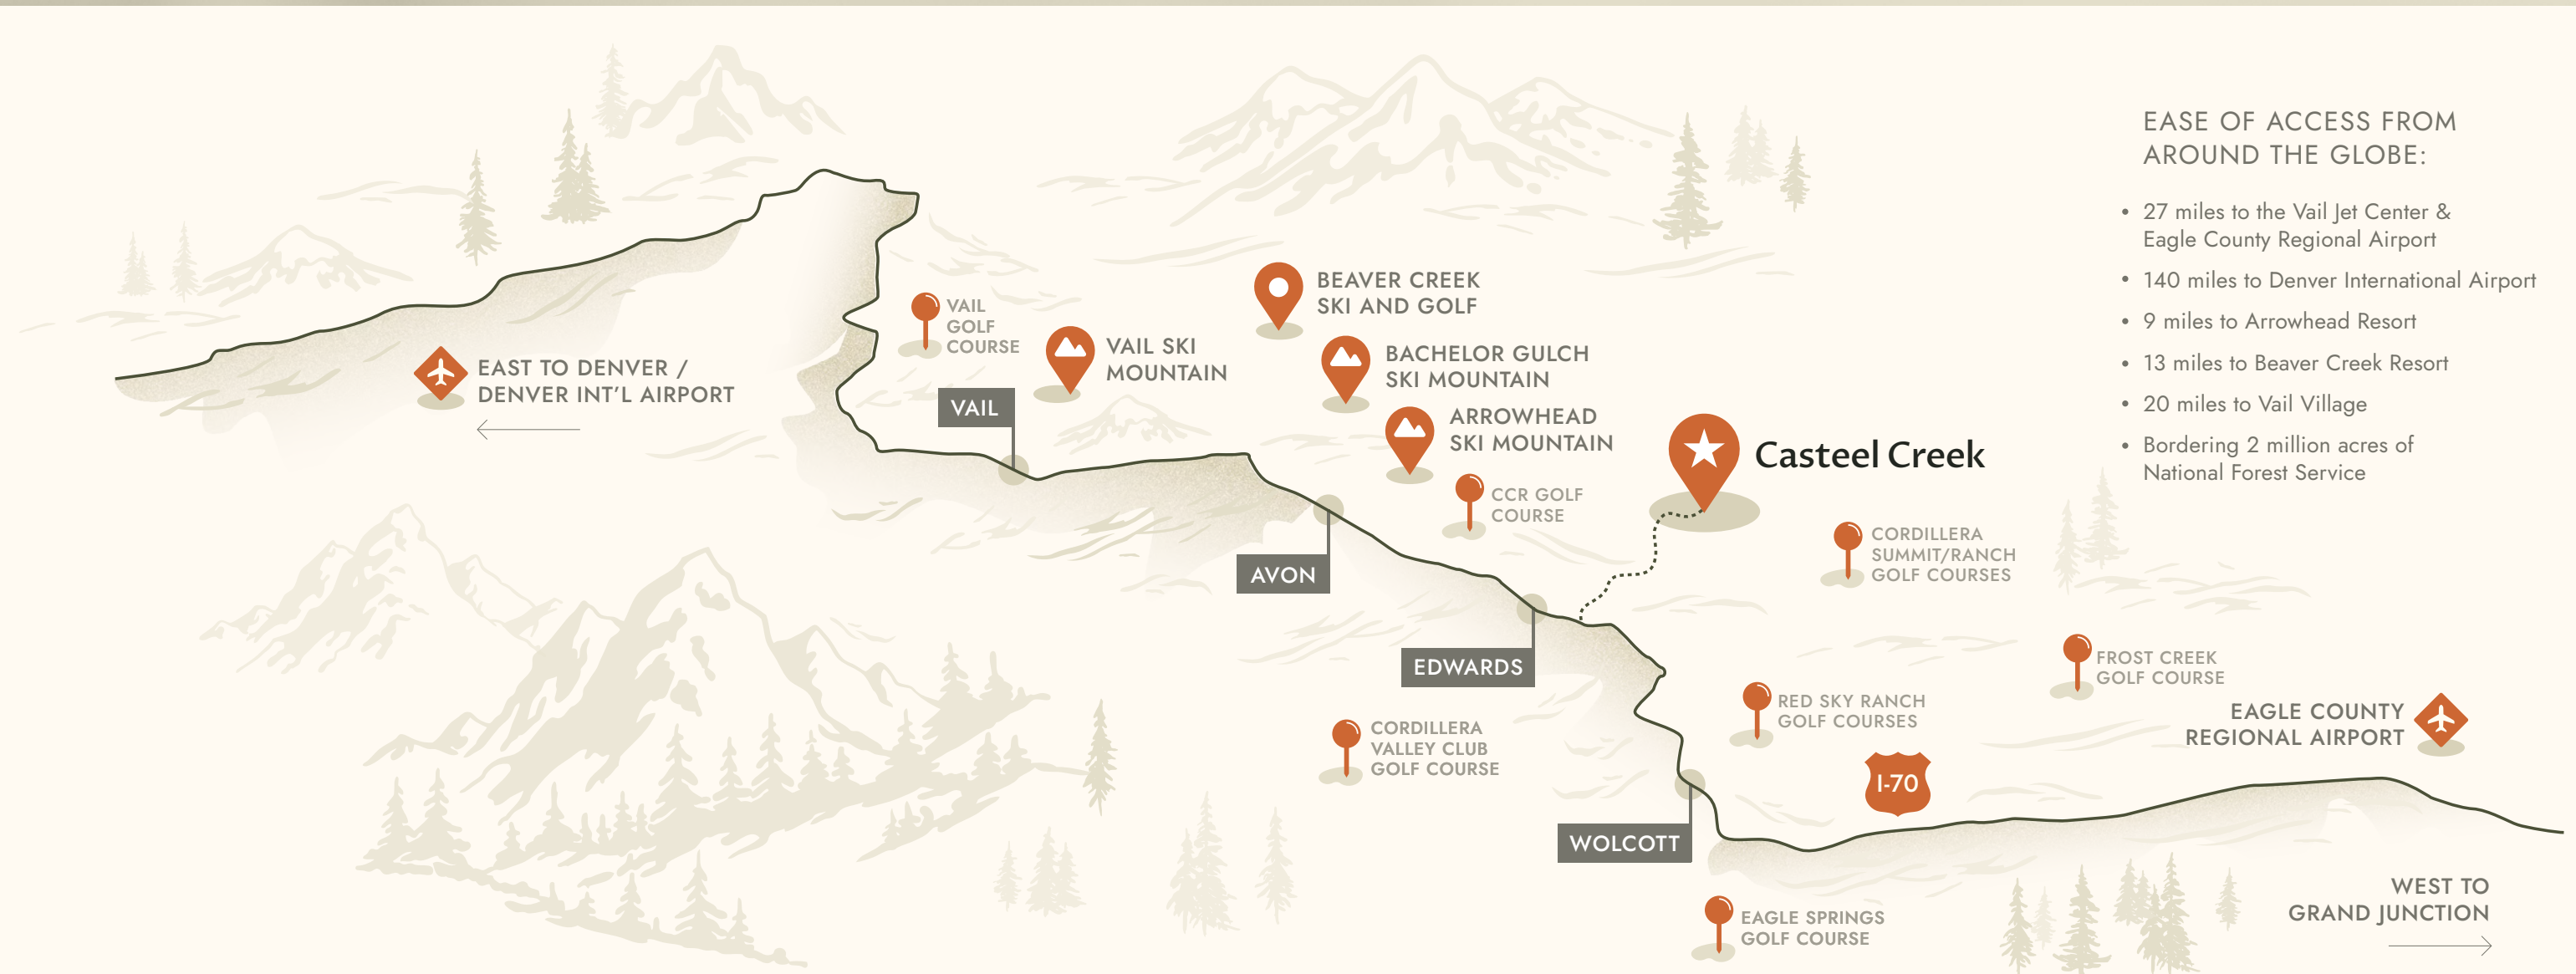 EASE OF ACCESS FROM
AROUND THE GLOBE:
• 27 miles to the Vail Jet Center &
Eagle County Regional Airport
• 140 miles to Denver International Airport
• 9 miles to Arrowhead Resort
• 13 miles to Beaver Creek Resort
• 20 miles to Vail Village
• Bordering 2 million acres of
National Forest Service
EAST TO DENVER /
DENVER INT'L AIRPORT
VAIL
GOLF
COURSE
VAIL SKI
MOUNTAIN
VAIL
BEAVER CREEK
SKI AND GOLF
BACHELOR GULCH
SKI MOUNTAIN
ARROWHEAD
SKI MOUNTAIN
CCR GOLF
COURSE
Casteel Creek
CORDILLERA
SUMMIT/RANCH
GOLF COURSES
AVON
EDWARDS
CORDILLERA
VALLEY CLUB
GOLF COURSE
RED SKY RANCH
GOLF COURSES
FROST CREEK
GOLF COURSE
EAGLE COUNTY
REGIONAL AIRPORT
I-70
WOLCOTT
EAGLE SPRINGS
GOLF COURSE
WEST TO
GRAND JUNCTION